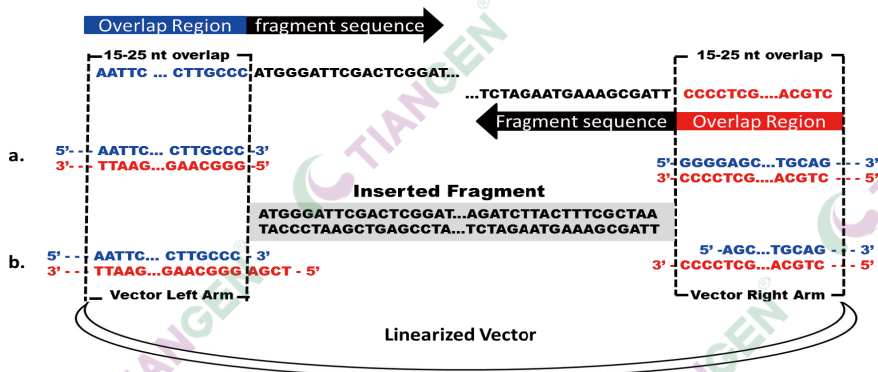 Overlap Region fragment sequence
15-25 nt overlap
AATTC ... CTTGCCC ATGGGATTCGACTCGGAT...
15-25 nt overlap
...TCTAGAATGAAAGCGATT CCCCTCG....ACGTC
Fragment sequence Overlap Region
a.
5’- - - AATTC... CTTGCCC -3’
3’- - - TTAAG...GAACGGG -5’
5’- GGGGAGC...TGCAG - - - 3’
3’- CCCCTCG....ACGTC - - - 5’
Inserted Fragment
ATGGGATTCGACTCGGAT...AGATCTTACTTTCGCTAA
TACCCTAAGCTGAGCCTA...TCTAGAATGAAAGCGATT
b.
5’ - - AATTC... CTTGCCC - 3’
3’ - - TTAAG...GAACGGG AGCT - 5’
5’ -AGC...TGCAG - - 3’
3’ - CCCCTCG...ACGTC - - - 5’
Vector Left Arm
Vector Right Arm
Linearized Vector
TIANGEN
®
TIANGEN
®
TIANGEN
®